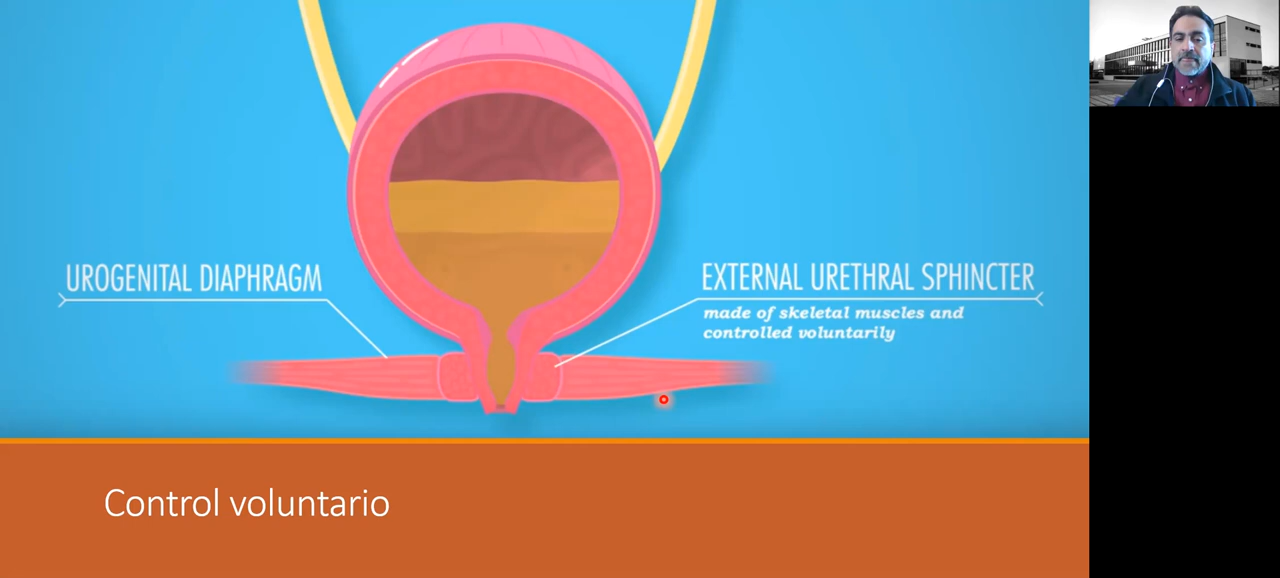 UROGENITAL DIAPHRAGM
EXTERNAL URETHRAL SPHINCTER
made of skeletal muscles and
controlled voluntarily
Control voluntario